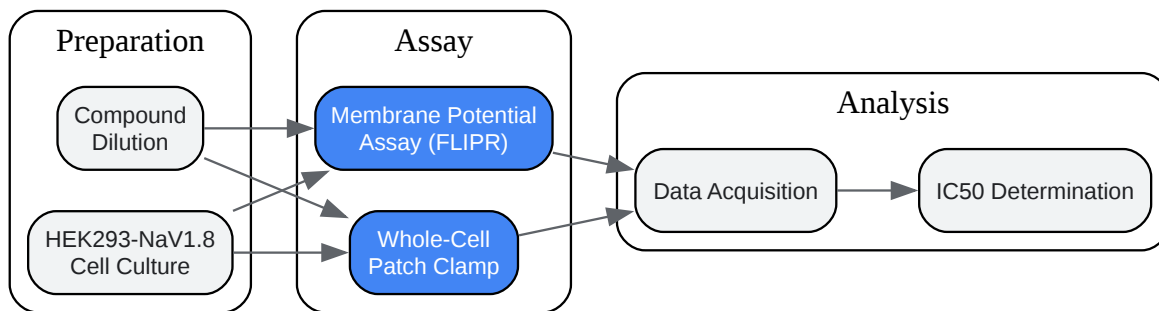 Preparation
Compound
Dilution
HEK293-NaV1.8
Cell Culture
Assay
Membrane Potential
Assay (FLIPR)
Whole-Cell
Patch Clamp
Analysis
Data Acquisition
IC50 Determination